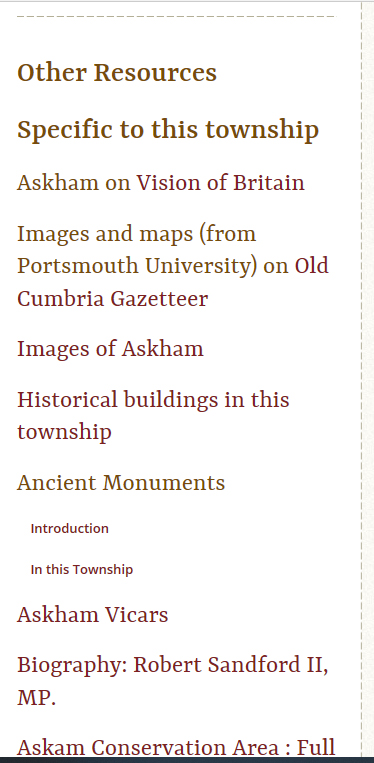 Other Resources
Specific to this township
Askham on Vision of Britain
Images and maps (from
Portsmouth University) on Old
Cumbria Gazetteer
Images of Askham
Historical buildings in this
township
Ancient Monuments
Introduction
In this Township
Askham Vicars
Biography: Robert Sandford II,
MP.
Askam Conservation Area : Full